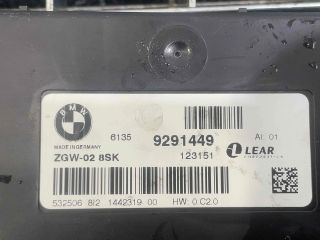 BMW
6135 9291449 AI: 01
MADE IN GERMANY
ZGW-02 8SK 123151 LEAR
CORPORATION
532506 8/2 1442319 00 HW: 0.C2.0